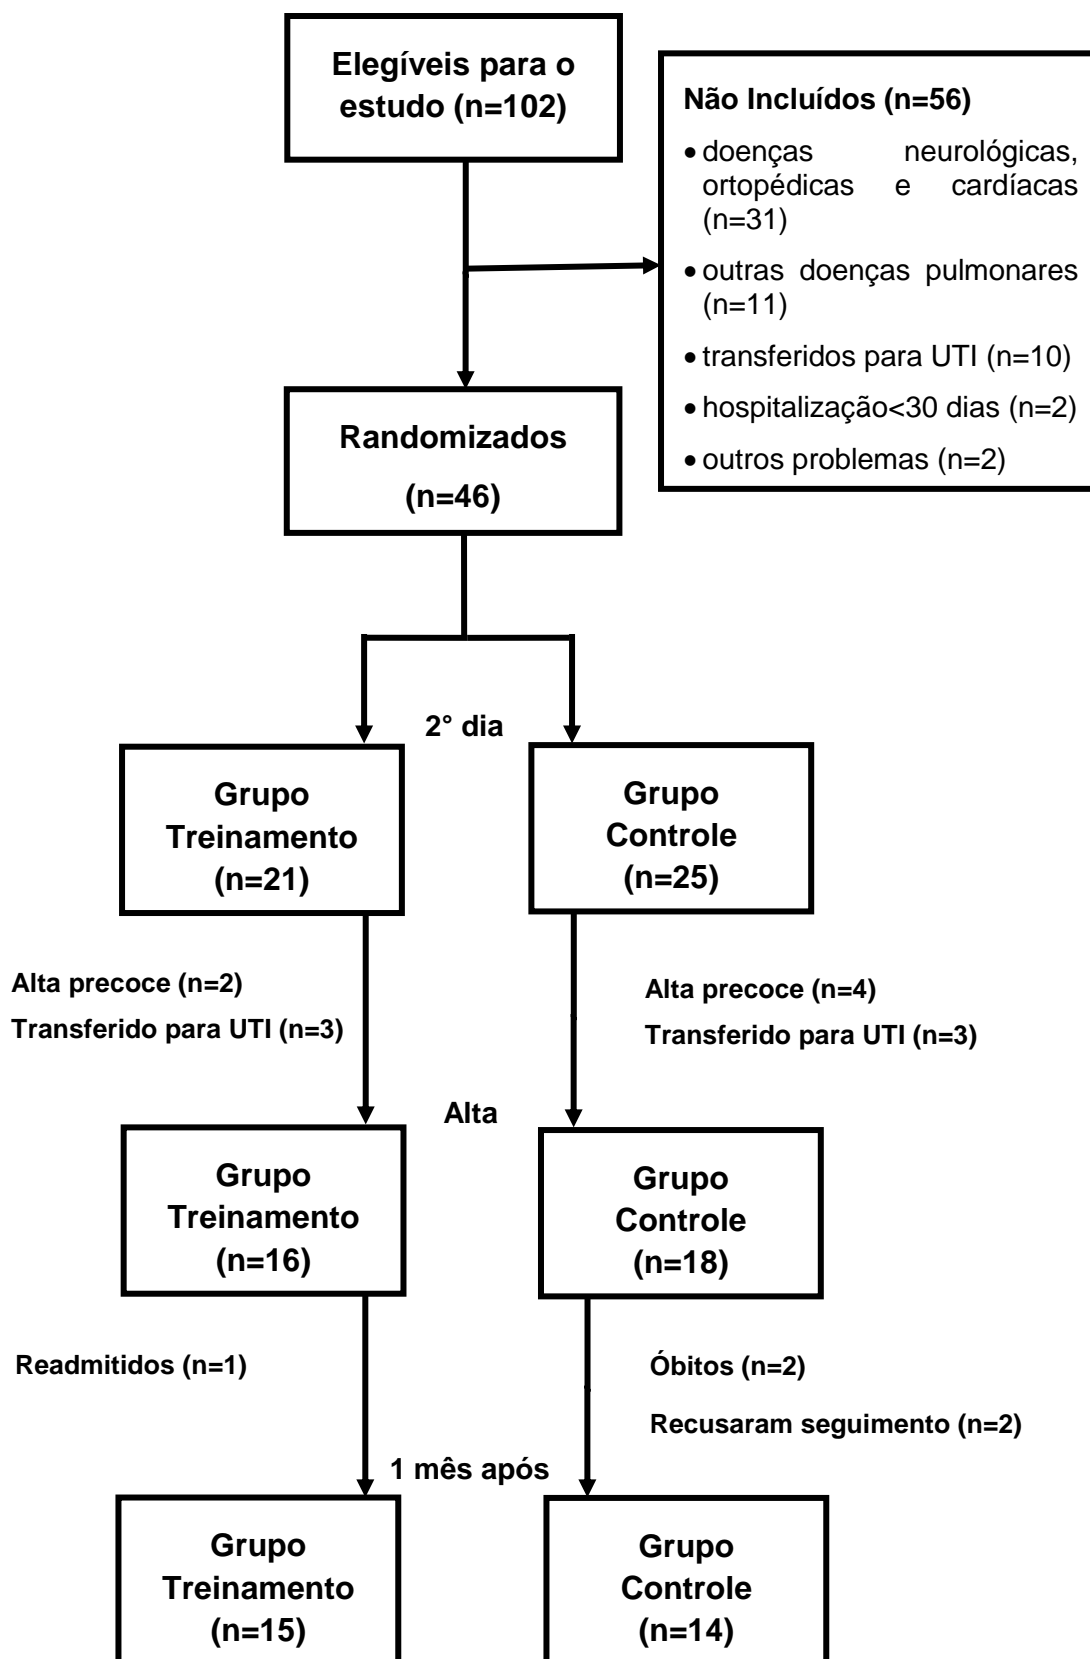 Elegíveis para o
estudo (n=102)
Não Incluídos (n=56)
• doenças neurológicas,
ortopédicas e cardíacas
(n=31)
• outras doenças pulmonares
(n=11)
• transferidos para UTI (n=10)
• hospitalização<30 dias (n=2)
• outros problemas (n=2)
Randomizados
(n=46)
2° dia
Grupo
Treinamento
(n=21)
Grupo
Controle
(n=25)
Alta precoce (n=2)
Transferido para UTI (n=3)
Alta precoce (n=4)
Transferido para UTI (n=3)
Alta
Grupo
Treinamento
(n=16)
Grupo
Controle
(n=18)
Readmitidos (n=1)
Óbitos (n=2)
Recusaram seguimento (n=2)
1 mês após
Grupo
Treinamento
(n=15)
Grupo
Controle
(n=14)